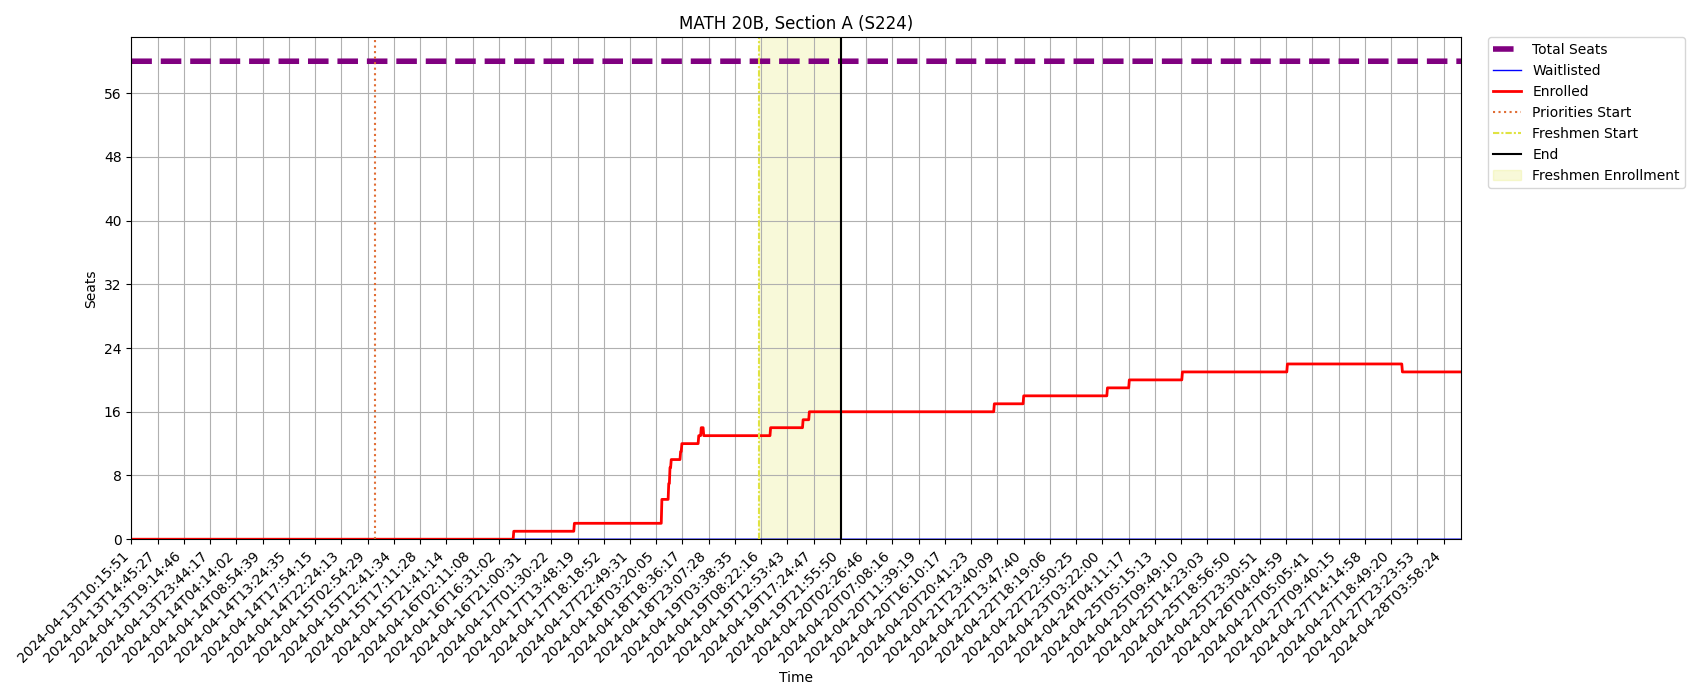 MATH 20B, Section A (S224)
Total Seats
Waitlisted
Enrolled
Priorities Start
Freshmen Start
End
Freshmen Enrollment
Seats
56
48
40
32
24
16
8
0
2024-04-13T10:15:51
2024-04-13T14:45:27
2024-04-13T19:14:46
2024-04-13T23:44:17
2024-04-14T04:14:02
2024-04-14T08:54:39
2024-04-14T13:24:35
2024-04-14T17:54:15
2024-04-14T22:24:13
2024-04-15T02:54:29
2024-04-15T12:41:34
2024-04-15T17:11:28
2024-04-15T21:41:14
2024-04-16T02:11:08
2024-04-16T16:31:02
2024-04-16T21:00:31
2024-04-17T01:30:22
2024-04-17T13:48:19
2024-04-17T18:18:52
2024-04-17T22:49:31
2024-04-18T03:20:05
2024-04-18T18:36:17
2024-04-18T23:07:28
2024-04-19T03:38:35
2024-04-19T08:22:16
2024-04-19T12:53:43
2024-04-19T17:24:47
2024-04-19T21:55:50
2024-04-20T02:26:46
2024-04-20T07:08:16
2024-04-20T11:39:19
2024-04-20T16:10:17
2024-04-20T20:41:23
2024-04-21T23:40:09
2024-04-22T13:47:40
2024-04-22T18:19:06
2024-04-22T22:50:25
2024-04-23T03:22:00
2024-04-24T04:11:17
2024-04-25T05:15:13
2024-04-25T09:49:10
2024-04-25T14:23:03
2024-04-25T18:56:50
2024-04-25T23:30:51
2024-04-26T04:04:59
2024-04-27T05:05:41
2024-04-27T09:40:15
2024-04-27T14:14:58
2024-04-27T18:49:20
2024-04-27T23:23:53
2024-04-28T03:58:24
Time